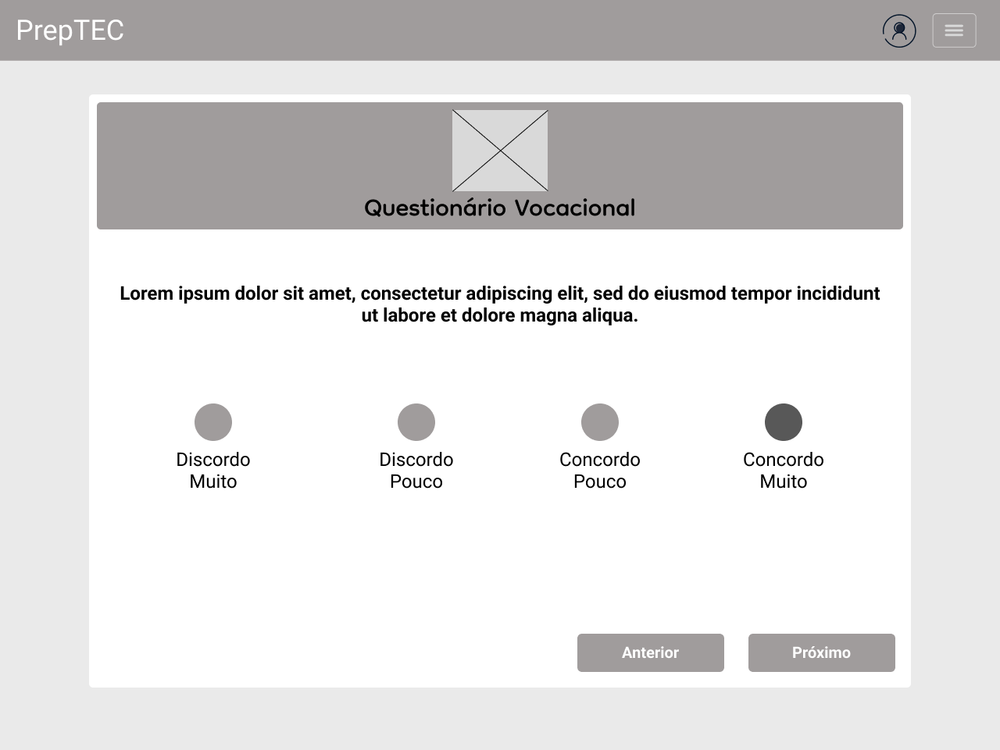 PrepTEC
Questionário Vocacional
Lorem ipsum dolor sit amet, consectetur adipiscing elit, sed do eiusmod tempor incididunt
ut labore et dolore magna aliqua.
Discordo
Muito
Discordo
Pouco
Concordo
Pouco
Concordo
Muito
Anterior
Próximo